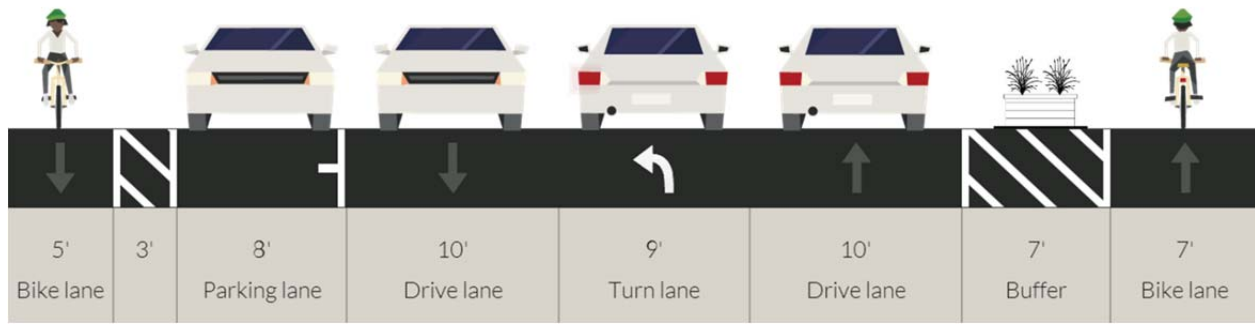 5' 3' 8' 10' 9' 10' 7' 7'
Bike lane Parking lane Drive lane Turn lane Drive lane Buffer Bike lane